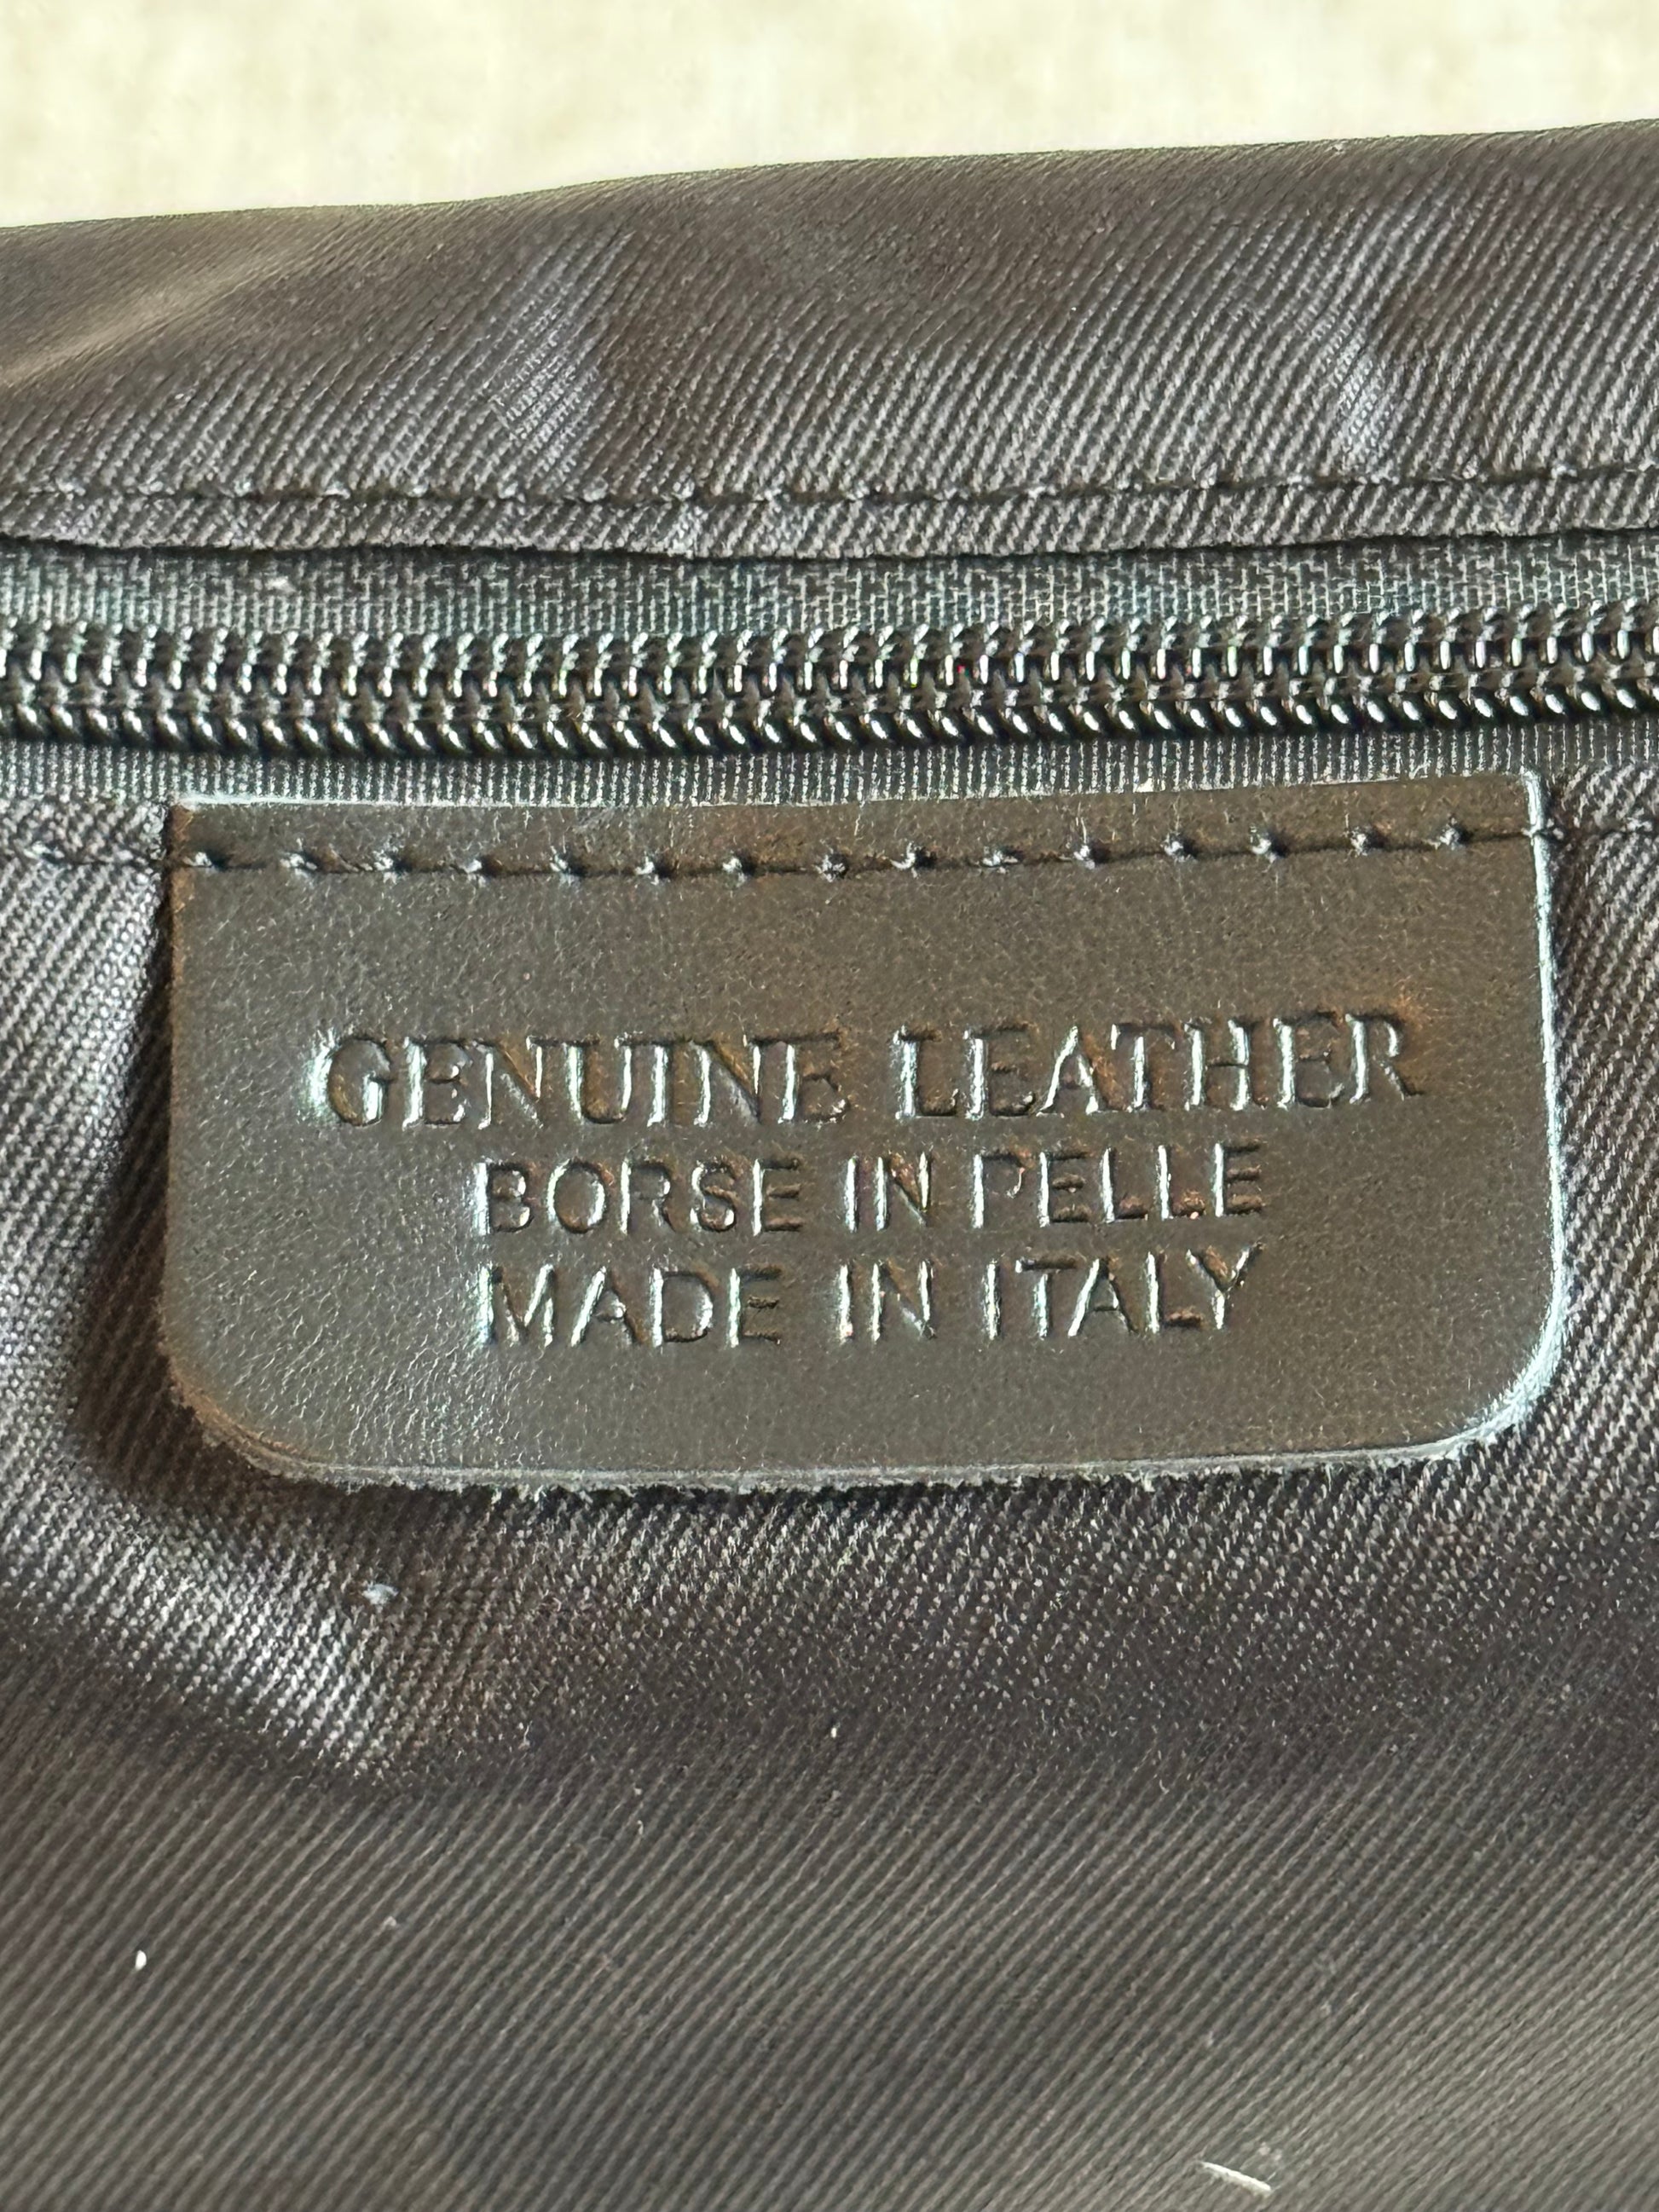 GENUINE LEATHER
BORSE IN PELLE
MADE IN ITALY